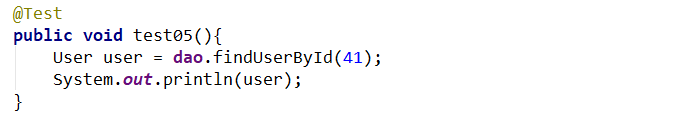 @Test
public void test05(){
    User user = dao.findUserById(41);
    System.out.println(user);
}